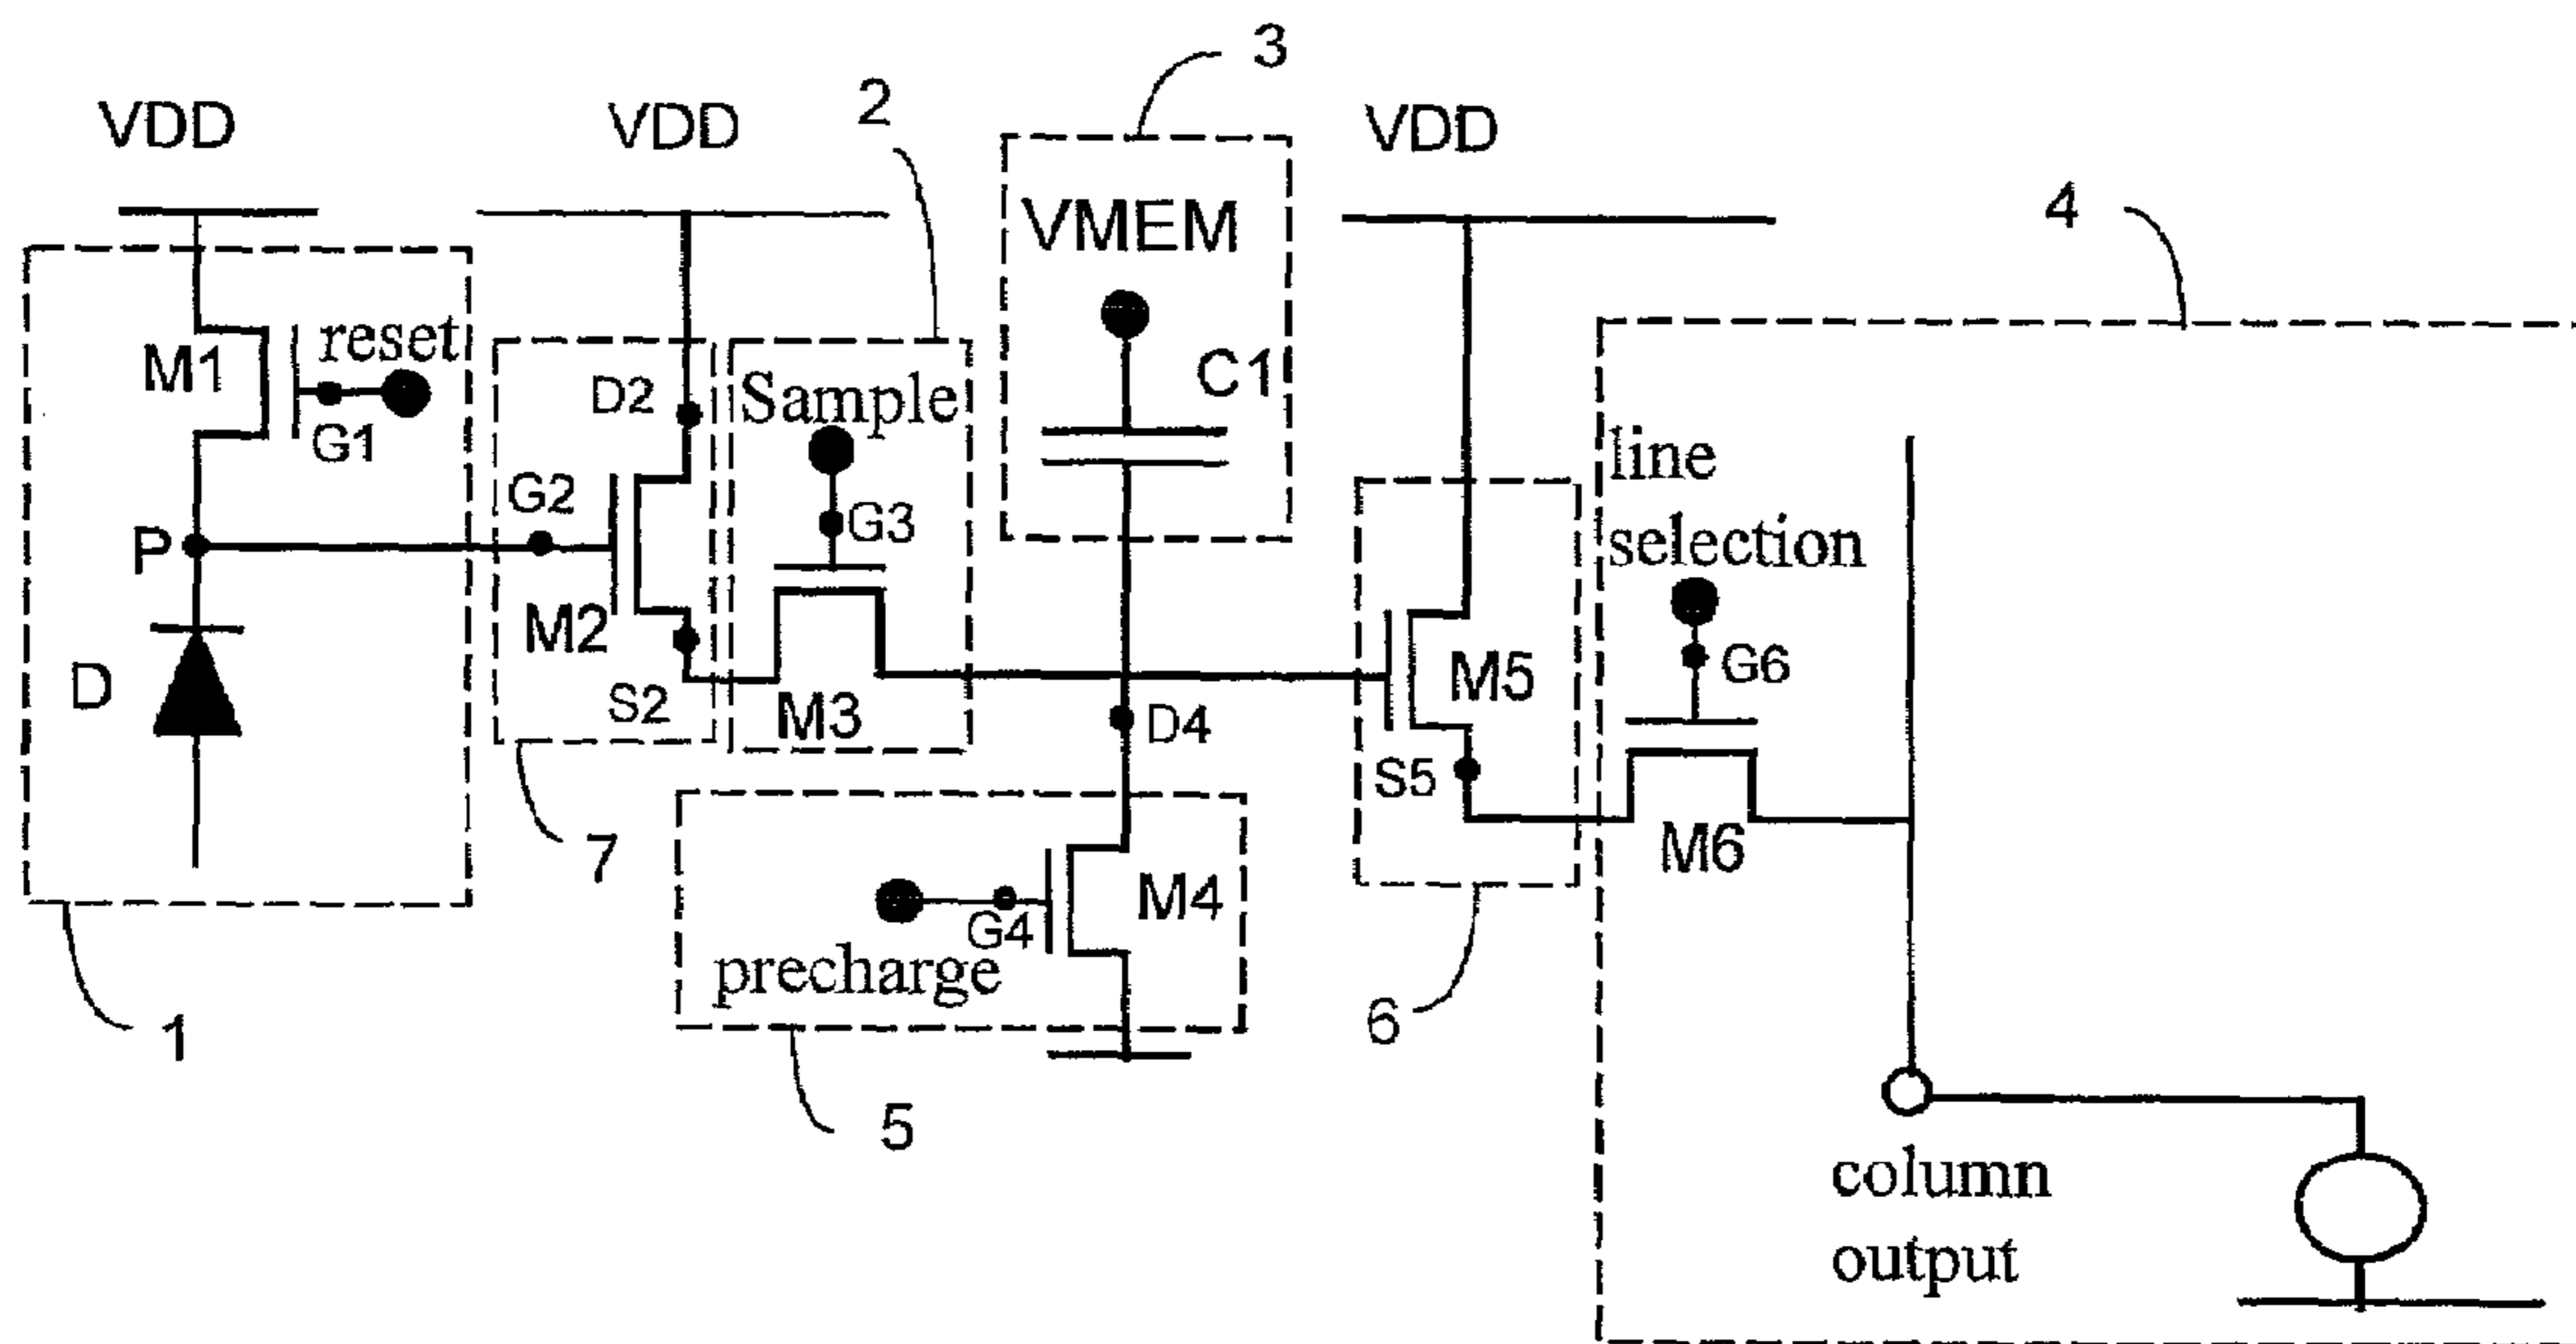 3
VDD
VDD
2
VDD
4
VMEM
reset
M1
G1
D2
Sample
C1
line
selection
G2
G3
P
M2
D
S2
M3
D4
M5
G6
S5
M6
7
G4
M4
precharge
6
1
5
column
output